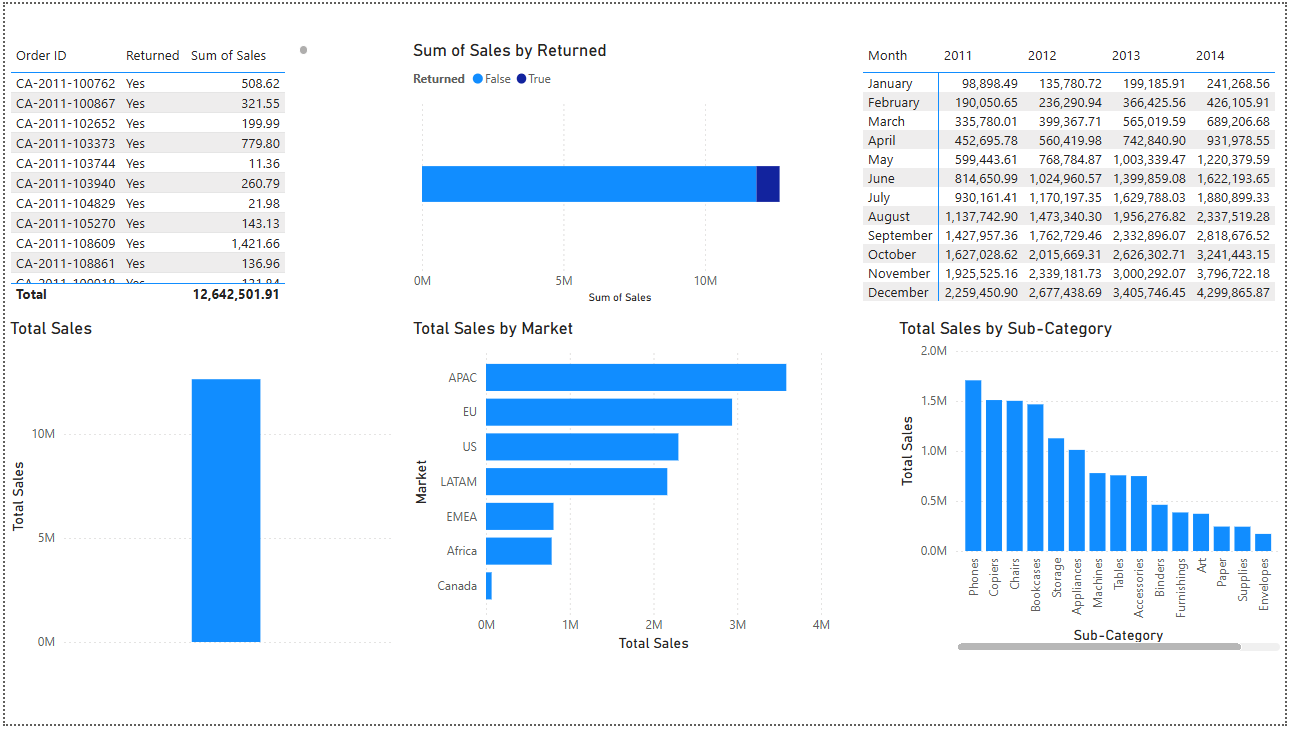 Order ID Returned Sum of Sales
CA-2011-100762 Yes 508.62
CA-2011-100867 Yes 321.55
CA-2011-102652 Yes 199.99
CA-2011-103373 Yes 779.80
CA-2011-103744 Yes 11.36
CA-2011-103940 Yes 260.79
CA-2011-104829 Yes 21.98
CA-2011-105270 Yes 143.13
CA-2011-108609 Yes 1,421.66
CA-2011-108861 Yes 136.96
Total 12,642,501.91
Sum of Sales by Returned
Returned False True
0M 5M 10M
Sum of Sales
Month 2011 2012 2013 2014
January 98,898.49 135,780.72 199,185.91 241,268.56
February 190,050.65 236,290.94 366,425.56 426,105.91
March 335,780.01 399,367.71 565,019.59 689,206.68
April 452,695.78 560,419.98 742,840.90 931,978.55
May 599,443.61 768,784.87 1,003,339.47 1,220,379.59
June 814,650.99 1,024,960.57 1,399,859.08 1,622,193.65
July 930,161.41 1,170,197.35 1,629,788.03 1,880,899.33
August 1,137,742.90 1,473,340.30 1,956,276.82 2,337,519.28
September 1,427,957.36 1,762,729.46 2,332,896.07 2,818,676.52
October 1,627,028.62 2,015,669.31 2,626,302.71 3,241,443.15
November 1,925,525.16 2,339,181.73 3,000,292.07 3,796,722.18
December 2,259,450.90 2,677,438.69 3,405,746.45 4,299,865.87
Total Sales
Total Sales
10M
5M
0M
Total Sales by Market
Market
APAC
EU
US
LATAM
EMEA
Africa
Canada
0M 1M 2M 3M 4M
Total Sales
Total Sales by Sub-Category
Total Sales
2.0M
1.5M
1.0M
0.5M
0.0M
Phones
Copiers
Chairs
Bookcases
Storage
Appliances
Machines
Tables
Accessories
Binders
Furnishings
Art
Paper
Supplies
Envelopes
Sub-Category